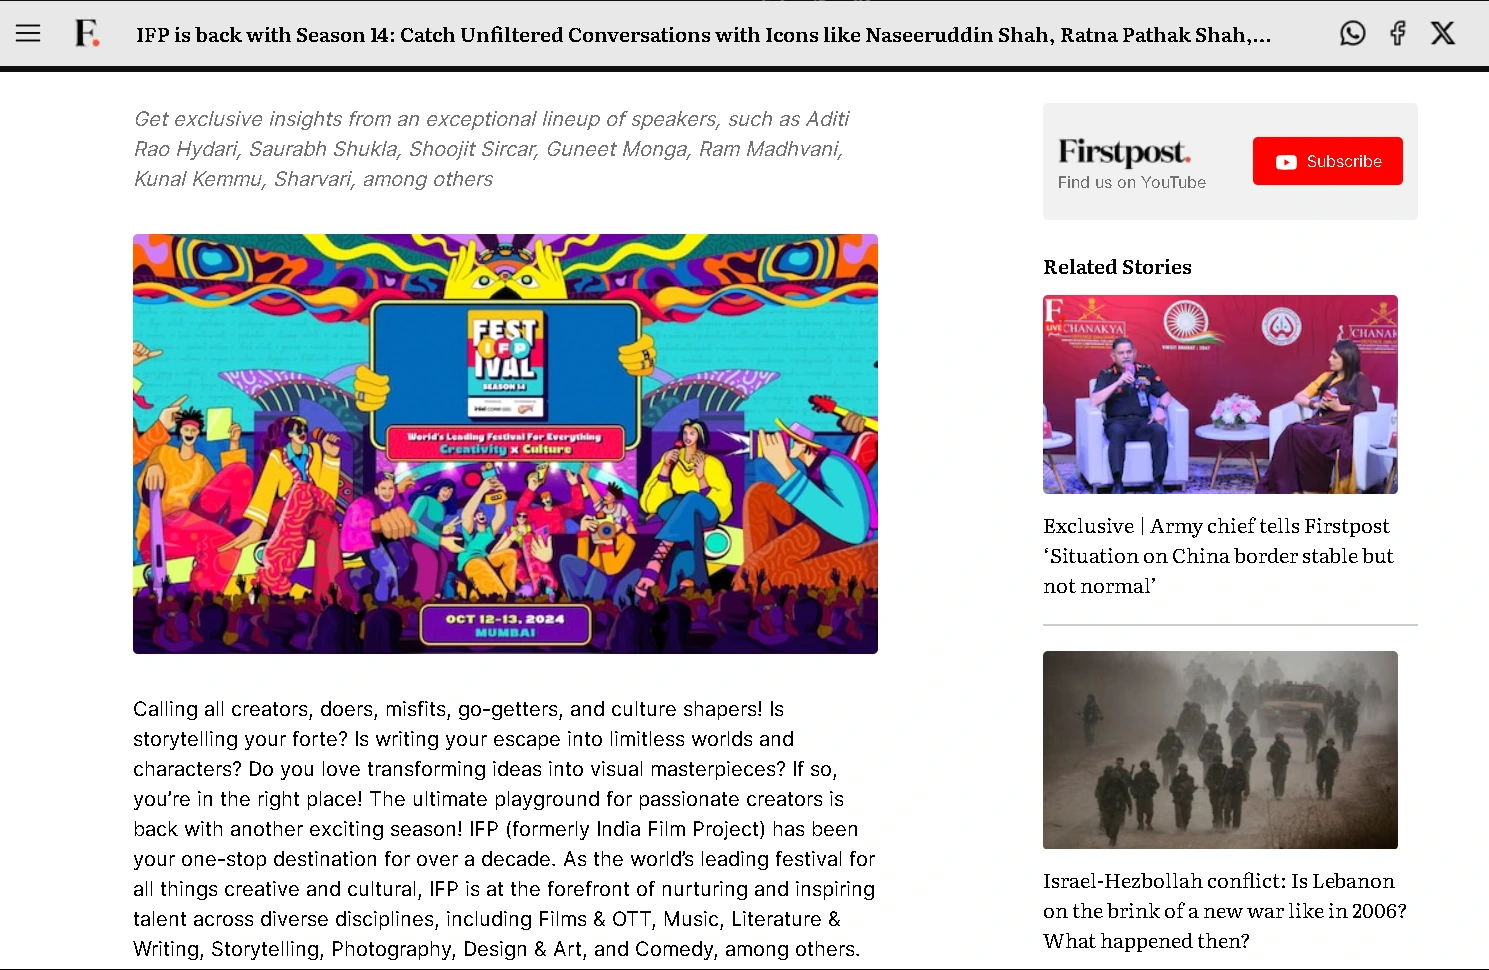 F.
IFP is back with Season 14: Catch Unfiltered Conversations with Icons like Naseeruddin Shah, Ratna Pathak Shah,...
Get exclusive insights from an exceptional lineup of speakers, such as Aditi
Rao Hydari, Saurabh Shukla, Shoojit Sircar, Guneet Monga, Ram Madhvani,
Kunal Kemmu, Sharvari, among others
FEST
IFP
IVAL
SEASON 14
intel
World's Leading Festival For Everything
Creativity x Culture
OCT 12-13, 2024
MUMBAI
Calling all creators, doers, misfits, go-getters, and culture shapers! Is
storytelling your forte? Is writing your escape into limitless worlds and
characters? Do you love transforming ideas into visual masterpieces? If so,
you're in the right place! The ultimate playground for passionate creators is
back with another exciting season! IFP (formerly India Film Project) has been
your one-stop destination for over a decade. As the world's leading festival for
all things creative and cultural, IFP is at the forefront of nurturing and inspiring
talent across diverse disciplines, including Films & OTT, Music, Literature &
Writing, Storytelling, Photography, Design & Art, and Comedy, among others.
Firstpost.
Find us on YouTube
Subscribe
Related Stories
F
LIVE
CHANAKYA
CHANAK
Exclusive | Army chief tells Firstpost
‘Situation on China border stable but
not normal’
Israel-Hezbollah conflict: Is Lebanon
on the brink of a new war like in 2006?
What happened then?